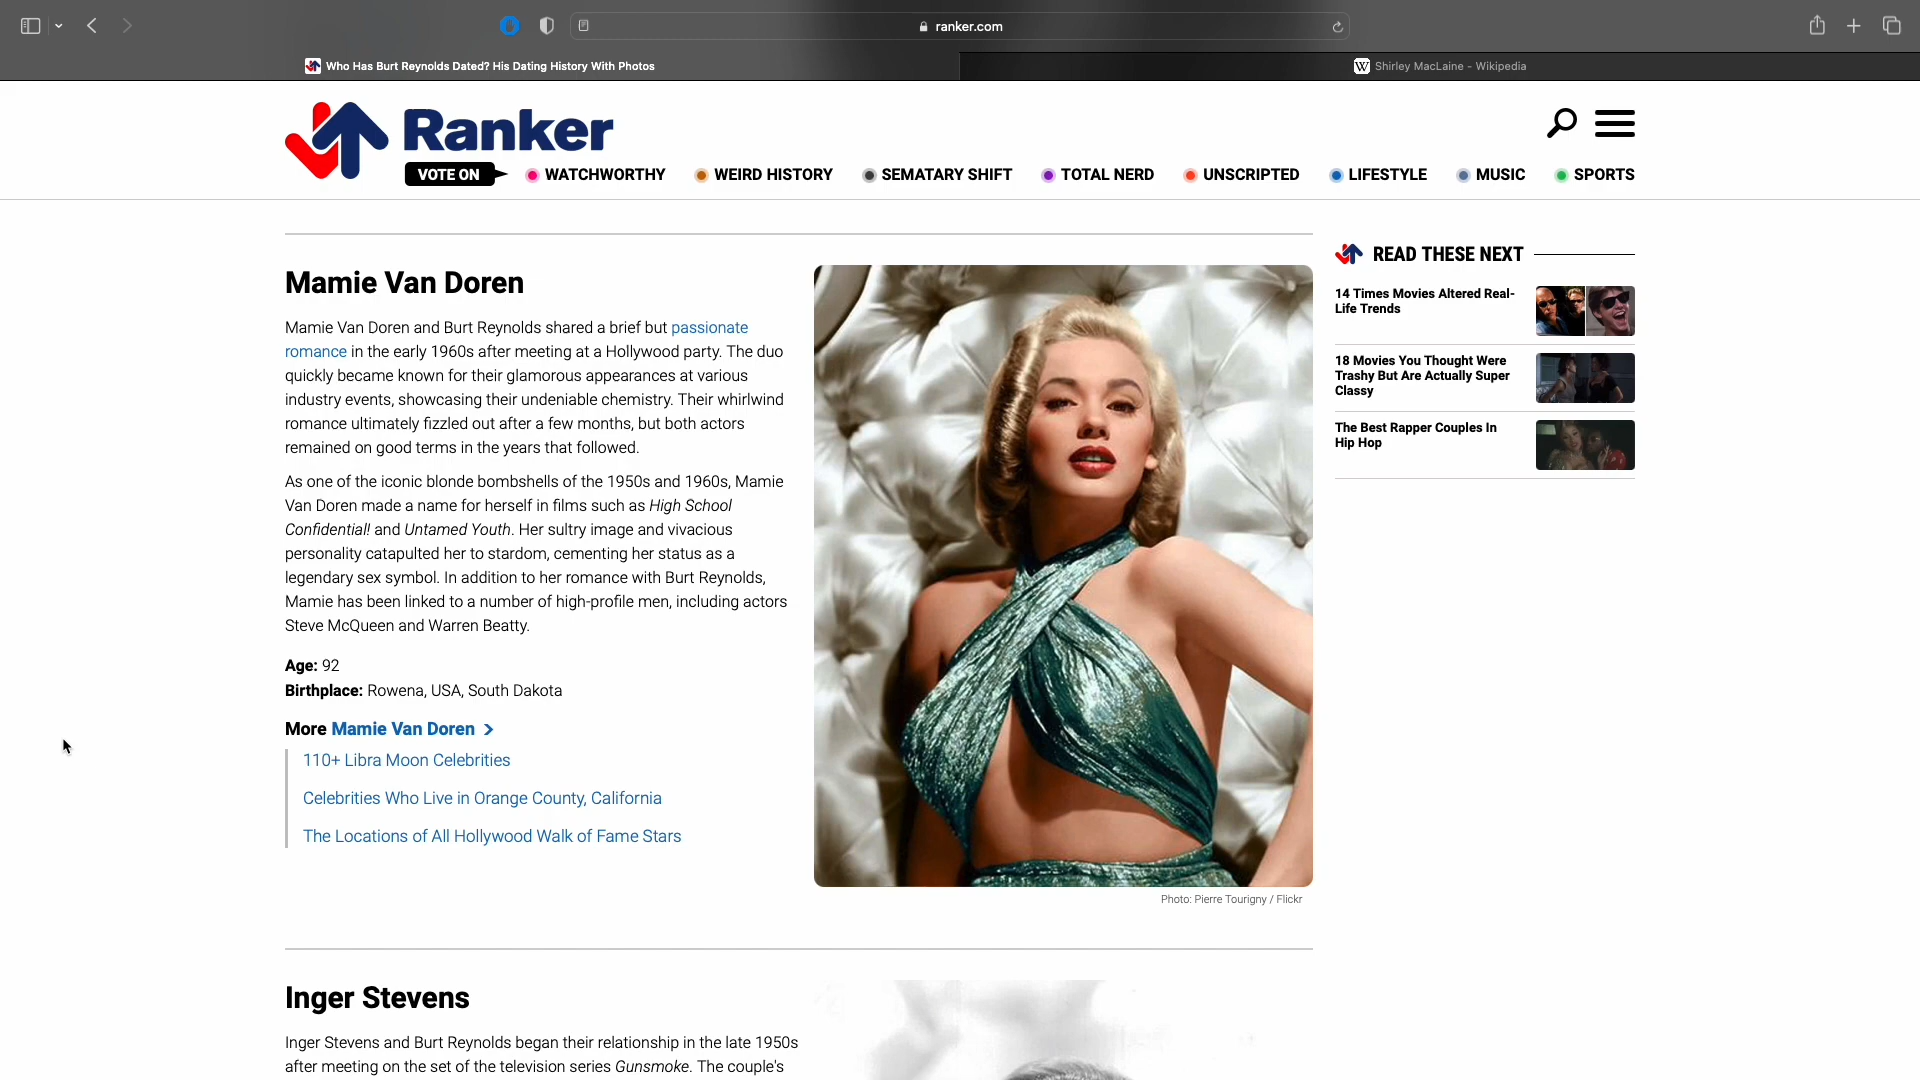 ranker.com
Who Has Burt Reynolds Dated? His Dating History With Photos
Shirley MacLaine - Wikipedia
Ranker
VOTE ON
WATCHWORTHY
WEIRD HISTORY
SEMATARY SHIFT
TOTAL NERD
UNSCRIPTED
LIFESTYLE
MUSIC
SPORTS
Mamie Van Doren
Mamie Van Doren and Burt Reynolds shared a brief but passionate
romance in the early 1960s after meeting at a Hollywood party. The duo
quickly became known for their glamorous appearances at various
industry events, showcasing their undeniable chemistry. Their whirlwind
romance ultimately fizzled out after a few months, but both actors
remained on good terms in the years that followed.
As one of the iconic blonde bombshells of the 1950s and 1960s, Mamie
Van Doren made a name for herself in films such as High School
Confidential! and Untamed Youth. Her sultry image and vivacious
personality catapulted her to stardom, cementing her status as a
legendary sex symbol. In addition to her romance with Burt Reynolds,
Mamie has been linked to a number of high-profile men, including actors
Steve McQueen and Warren Beatty.
Age: 92
Birthplace: Rowena, USA, South Dakota
More Mamie Van Doren >
110+ Libra Moon Celebrities
Celebrities Who Live in Orange County, California
The Locations of All Hollywood Walk of Fame Stars
Photo: Pierre Tourigny / Flickr
READ THESE NEXT
14 Times Movies Altered Real-
Life Trends
18 Movies You Thought Were
Trashy But Are Actually Super
Classy
The Best Rapper Couples In
Hip Hop
Inger Stevens
Inger Stevens and Burt Reynolds began their relationship in the late 1950s
after meeting on the set of the television series Gunsmoke. The couple's